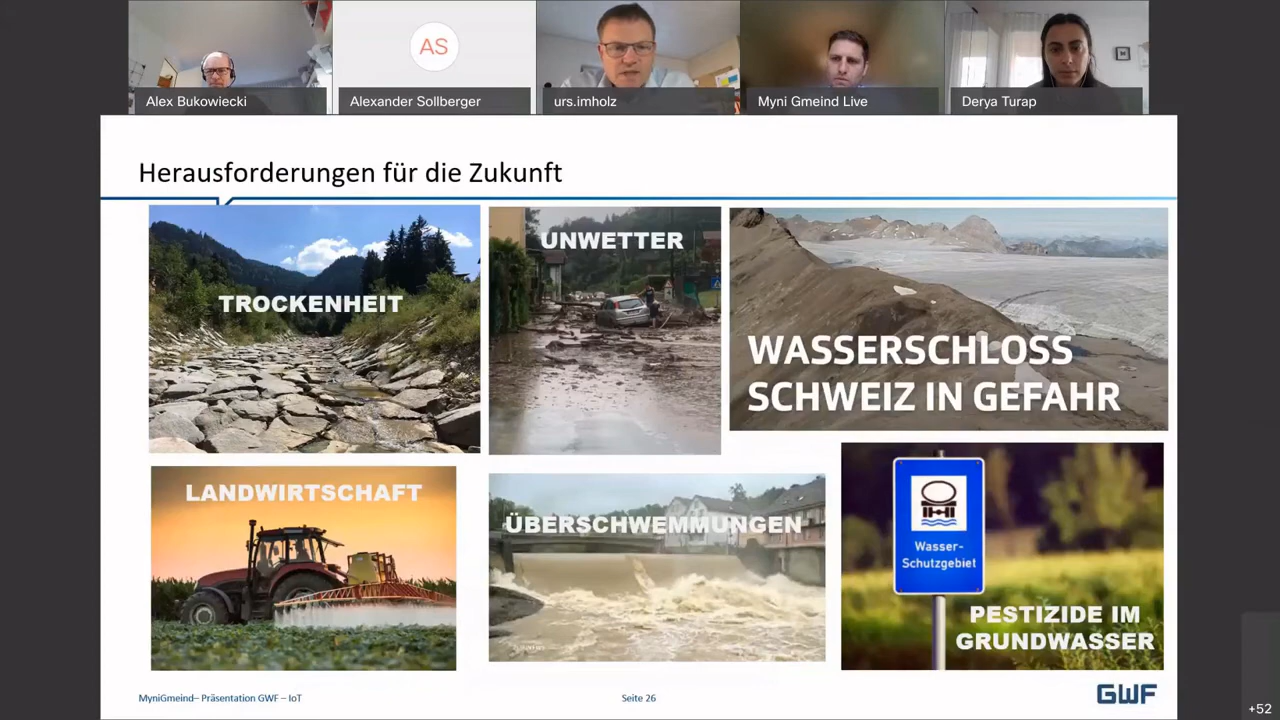 AS
Alex Bukowiecki
Alexander Sollberger
urs.imholz
Myni Gmeind Live
Derya Turap
Herausforderungen für die Zukunft
TROCKENHEIT
UNWETTER
WASSERSCHLOSS
SCHWEIZ IN GEFAHR
LANDWIRTSCHAFT
ÜBERSCHWEMMUNGEN
Wasser-
Schutzgebiet
PESTIZIDE IM
GRUNDWASSER
MyniGmeind– Präsentation GWF – IoT
Seite 26
GWF
+52